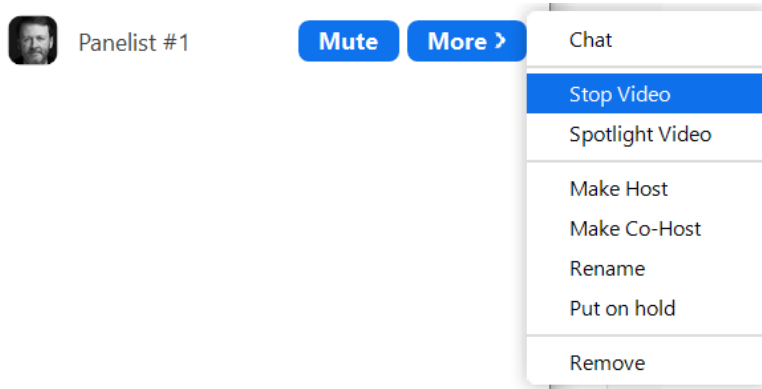 Panelist #1
Mute
More >
Chat
Stop Video
Spotlight Video
Make Host
Make Co-Host
Rename
Put on hold
Remove